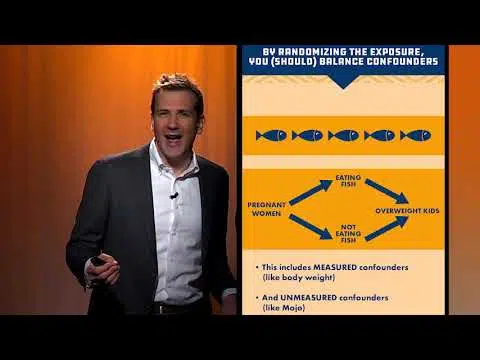 BY RANDOMIZING THE EXPOSURE,
YOU (SHOULD) BALANCE CONFOUNDERS
EATING
FISH
PREGNANT
WOMEN
OVERWEIGHT KIDS
NOT
EATING
FISH
• This includes MEASURED confounders
(like body weight)
• And UNMEASURED confounders
(like Mojo)